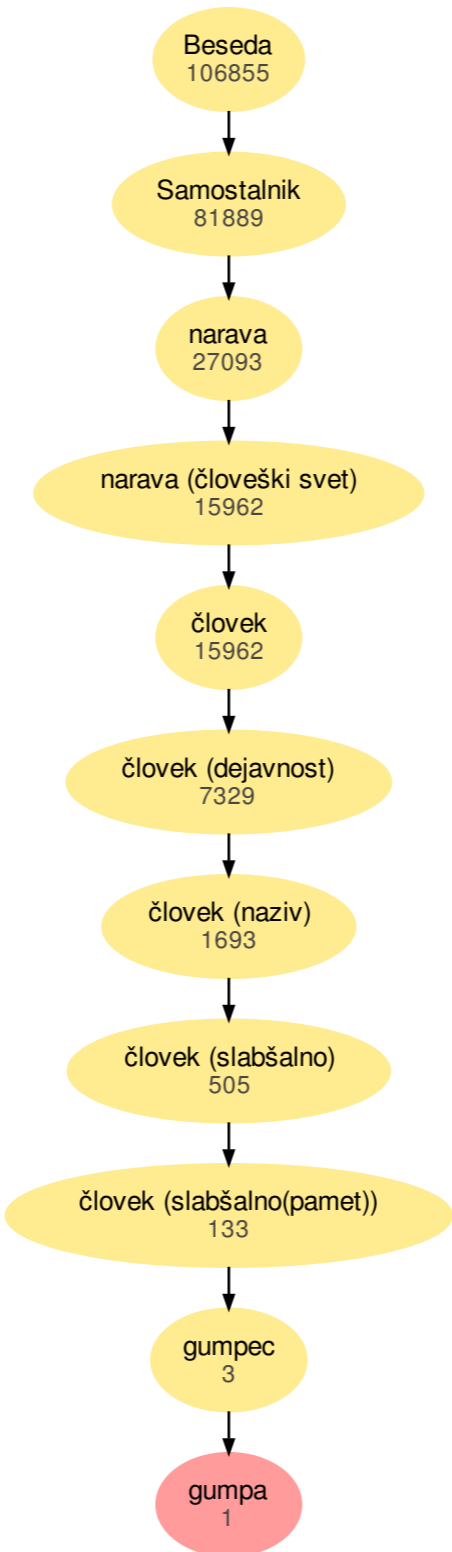 Beseda
106855
Samostalnik
81889
narava
27093
narava (človeški svet)
15962
človek
15962
človek (dejavnost)
7329
človek (naziv)
1693
človek (slabšalno)
505
človek (slabšalno(pamet))
133
gumpec
3
gumpa
1